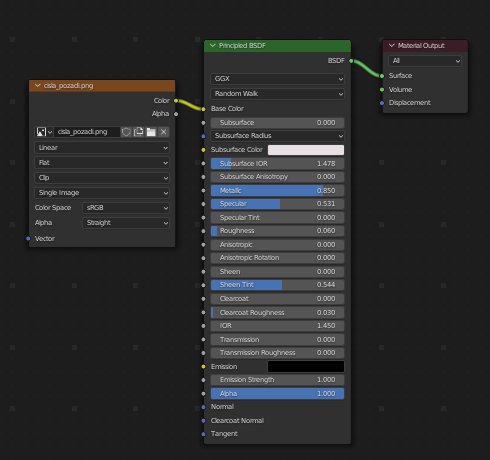 cisla_pozadi.png
Color
Alpha
cisla_pozadi.png
Linear
Flat
Clip
Single Image
Color Space sRGB
Alpha Straight
Vector
Principled BSDF
BSDF
GGX
Random Walk
Base Color
Subsurface 0.000
Subsurface Radius
Subsurface Color
Subsurface IOR 1.478
Subsurface Anisotropy 0.000
Metallic 0.850
Specular 0.531
Specular Tint 0.000
Roughness 0.060
Anisotropic 0.000
Anisotropic Rotation 0.000
Sheen 0.000
Sheen Tint 0.544
Clearcoat 0.000
Clearcoat Roughness 0.030
IOR 1.450
Transmission 0.000
Transmission Roughness 0.000
Emission
Emission Strength 1.000
Alpha 1.000
Normal
Clearcoat Normal
Tangent
Material Output
All
Surface
Volume
Displacement